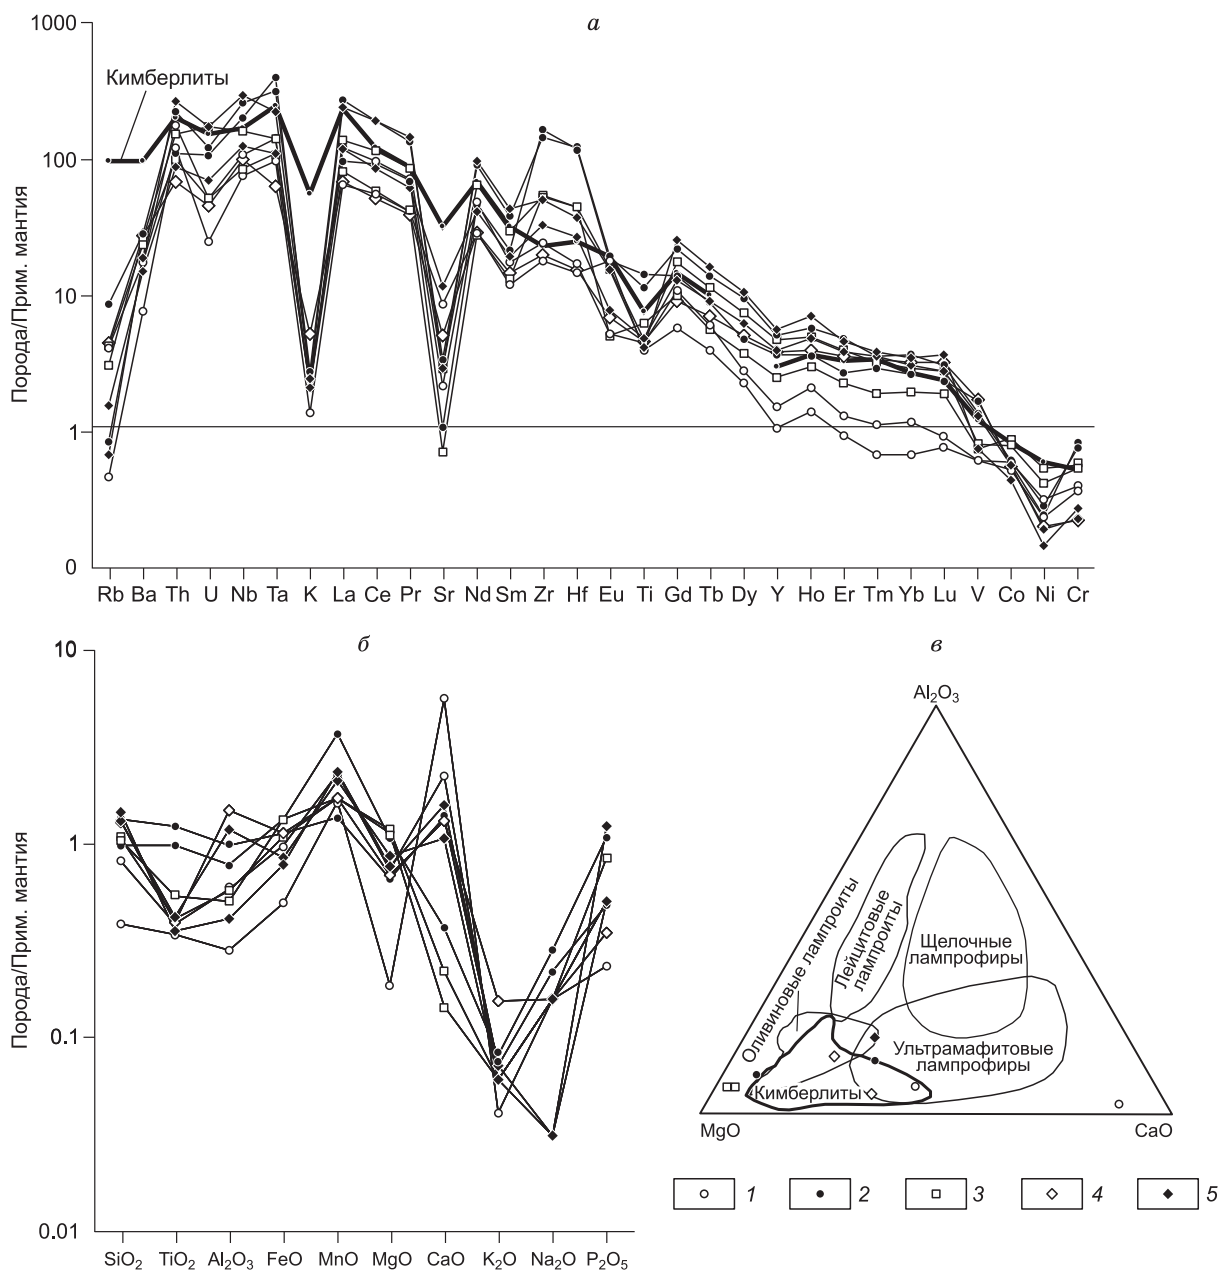 а
1000
100
10
1
0
Порода/Прим. мантия
Кимберлиты
Rb Ba Th U Nb Ta K La Ce Pr Sr Nd Sm Zr Hf Eu Ti Gd Tb Dy Y Ho Er Tm Yb Lu V Co Ni Cr
б
10
1
0.1
0.01
Порода/Прим. мантия
SiO₂ TiO₂ Al₂O₃ FeO MnO MgO CaO K₂O Na₂O P₂O₅
в
Al₂O₃
Оливиновые лампроиты
Лейцитовые
лампроиты
Щелочные
лампрофиры
Ультрамафитовые
лампрофиры
Кимберлиты
MgO
CaO
1 2 3 4 5